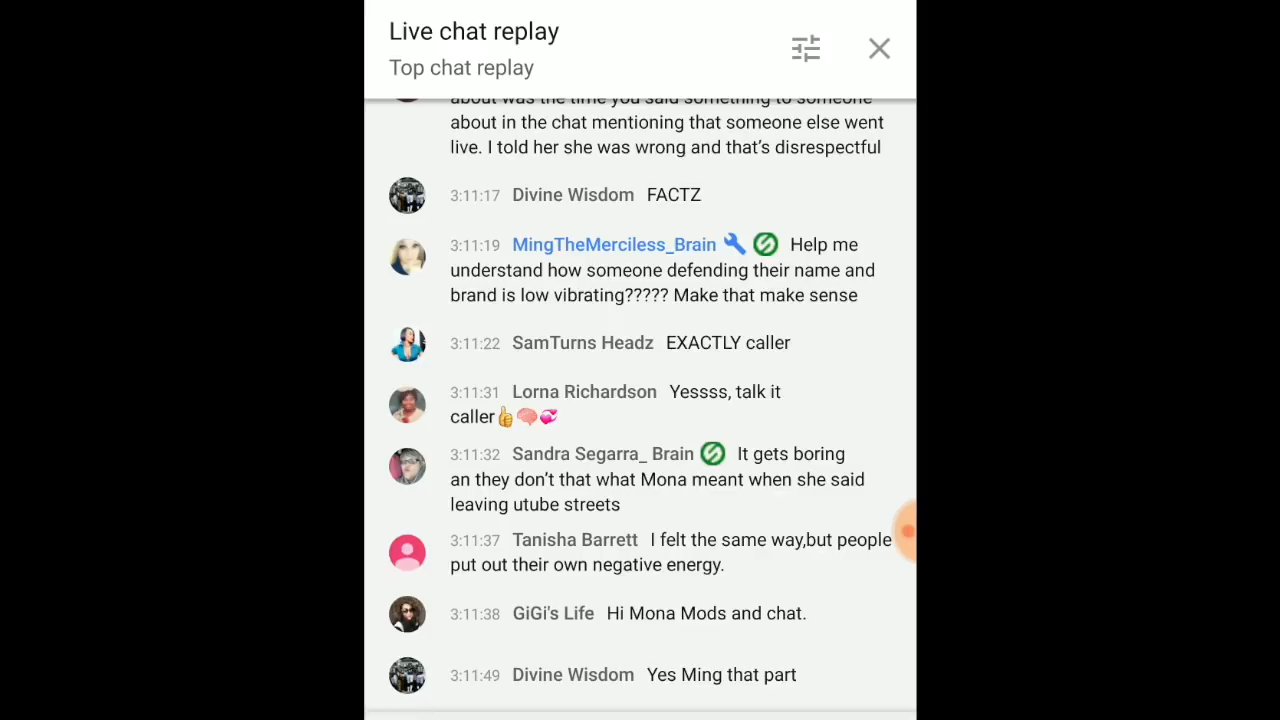 Live chat replay
Top chat replay
about was the time you said something to someone
about in the chat mentioning that someone else went
live. I told her she was wrong and that's disrespectful
3:11:17 Divine Wisdom FACTZ
3:11:19 MingTheMerciless_Brain Help me
understand how someone defending their name and
brand is low vibrating????? Make that make sense
3:11:22 SamTurns Headz EXACTLY caller
3:11:31 Lorna Richardson Yessss, talk it
caller👍🧠💞
3:11:32 Sandra Segarra_ Brain It gets boring
an they don't that what Mona meant when she said
leaving utube streets
3:11:37 Tanisha Barrett I felt the same way,but people
put out their own negative energy.
3:11:38 GiGi's Life Hi Mona Mods and chat.
3:11:49 Divine Wisdom Yes Ming that part